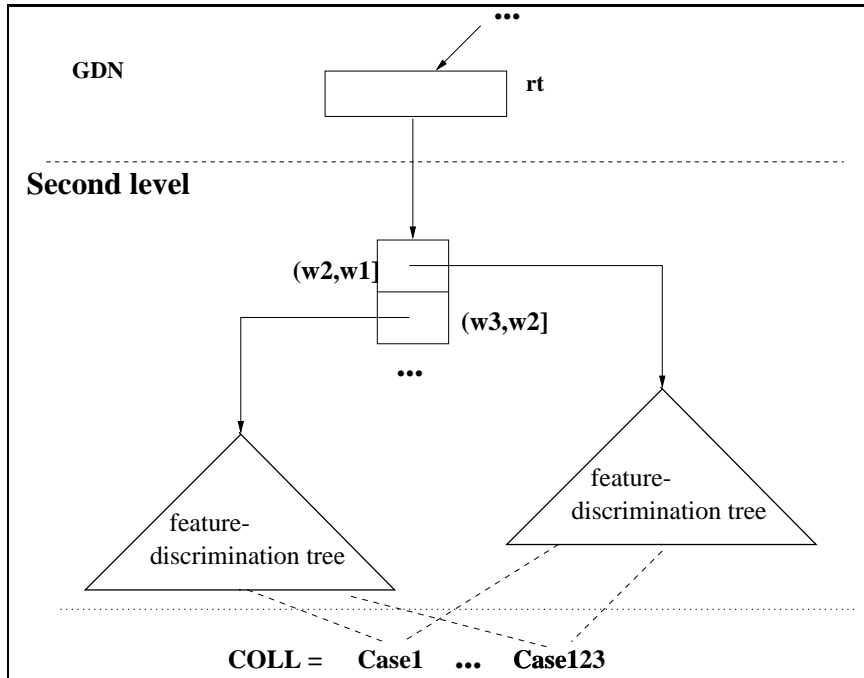 ...
GDN
rt
Second level
(w2,w1]
(w3,w2]
...
feature-
discrimination tree
feature-
discrimination tree
COLL = Case1 ... Case123